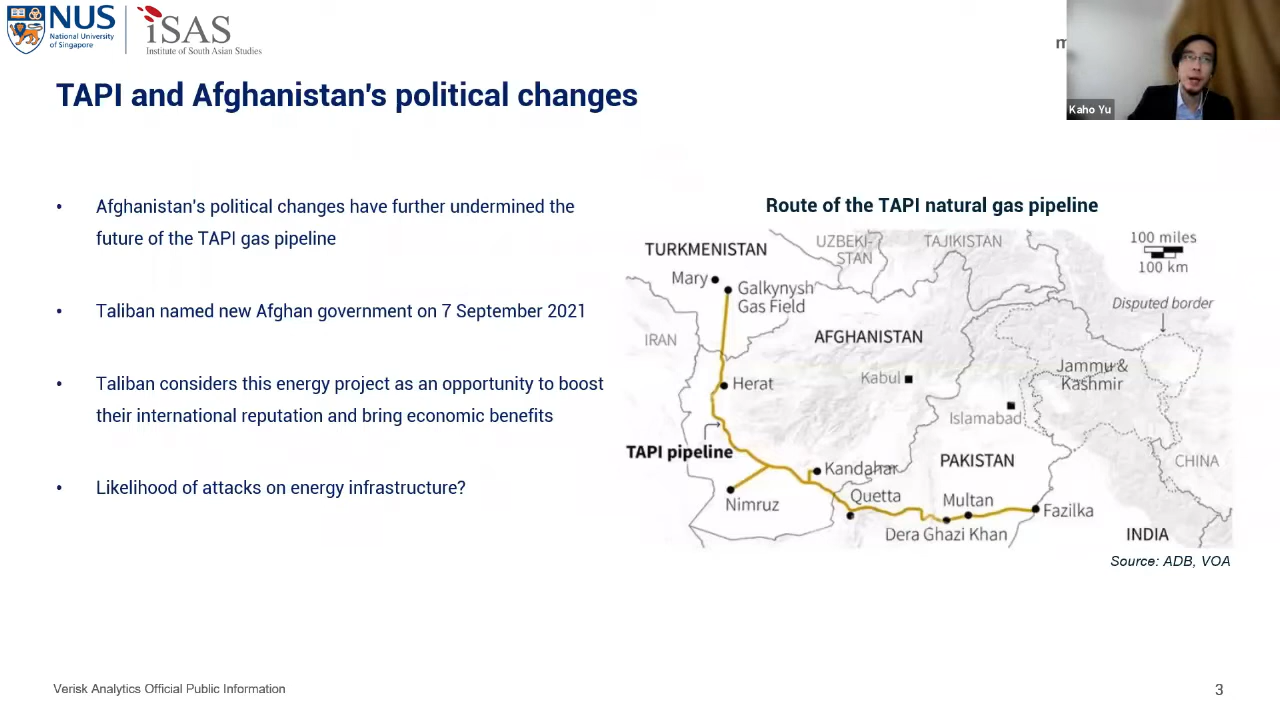 NUS
National University
of Singapore
iSAS
Institute of South Asian Studies
m
Kaho Yu
TAPI and Afghanistan's political changes
• Afghanistan's political changes have further undermined the
future of the TAPI gas pipeline
• Taliban named new Afghan government on 7 September 2021
• Taliban considers this energy project as an opportunity to boost
their international reputation and bring economic benefits
• Likelihood of attacks on energy infrastructure?
Route of the TAPI natural gas pipeline
TURKMENISTAN
UZBEKI-
STAN
TAJIKISTAN
100 miles
100 km
Mary
Galkynysh
Gas Field
Disputed border
IRAN
AFGHANISTAN
Jammu &
Kashmir
Kabul
Herat
Islamabad
TAPI pipeline
PAKISTAN
CHINA
Kandahar
Nimruz
Quetta
Multan
Fazilka
Dera Ghazi Khan
INDIA
Source: ADB, VOA
Verisk Analytics Official Public Information
3